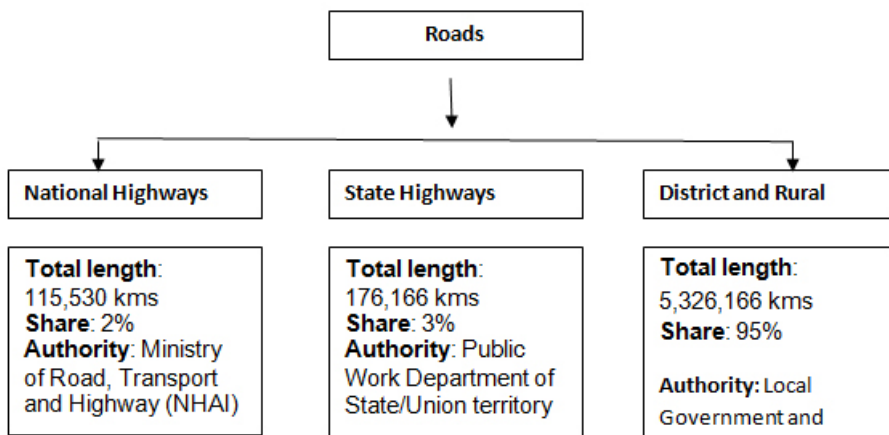 Roads
National Highways
State Highways
District and Rural
Total length:
115,530 kms
Share: 2%
Authority: Ministry
of Road, Transport
and Highway (NHAI)
Total length:
176,166 kms
Share: 3%
Authority: Public
Work Department of
State/Union territory
Total length:
5,326,166 kms
Share: 95%
Authority: Local
Government and